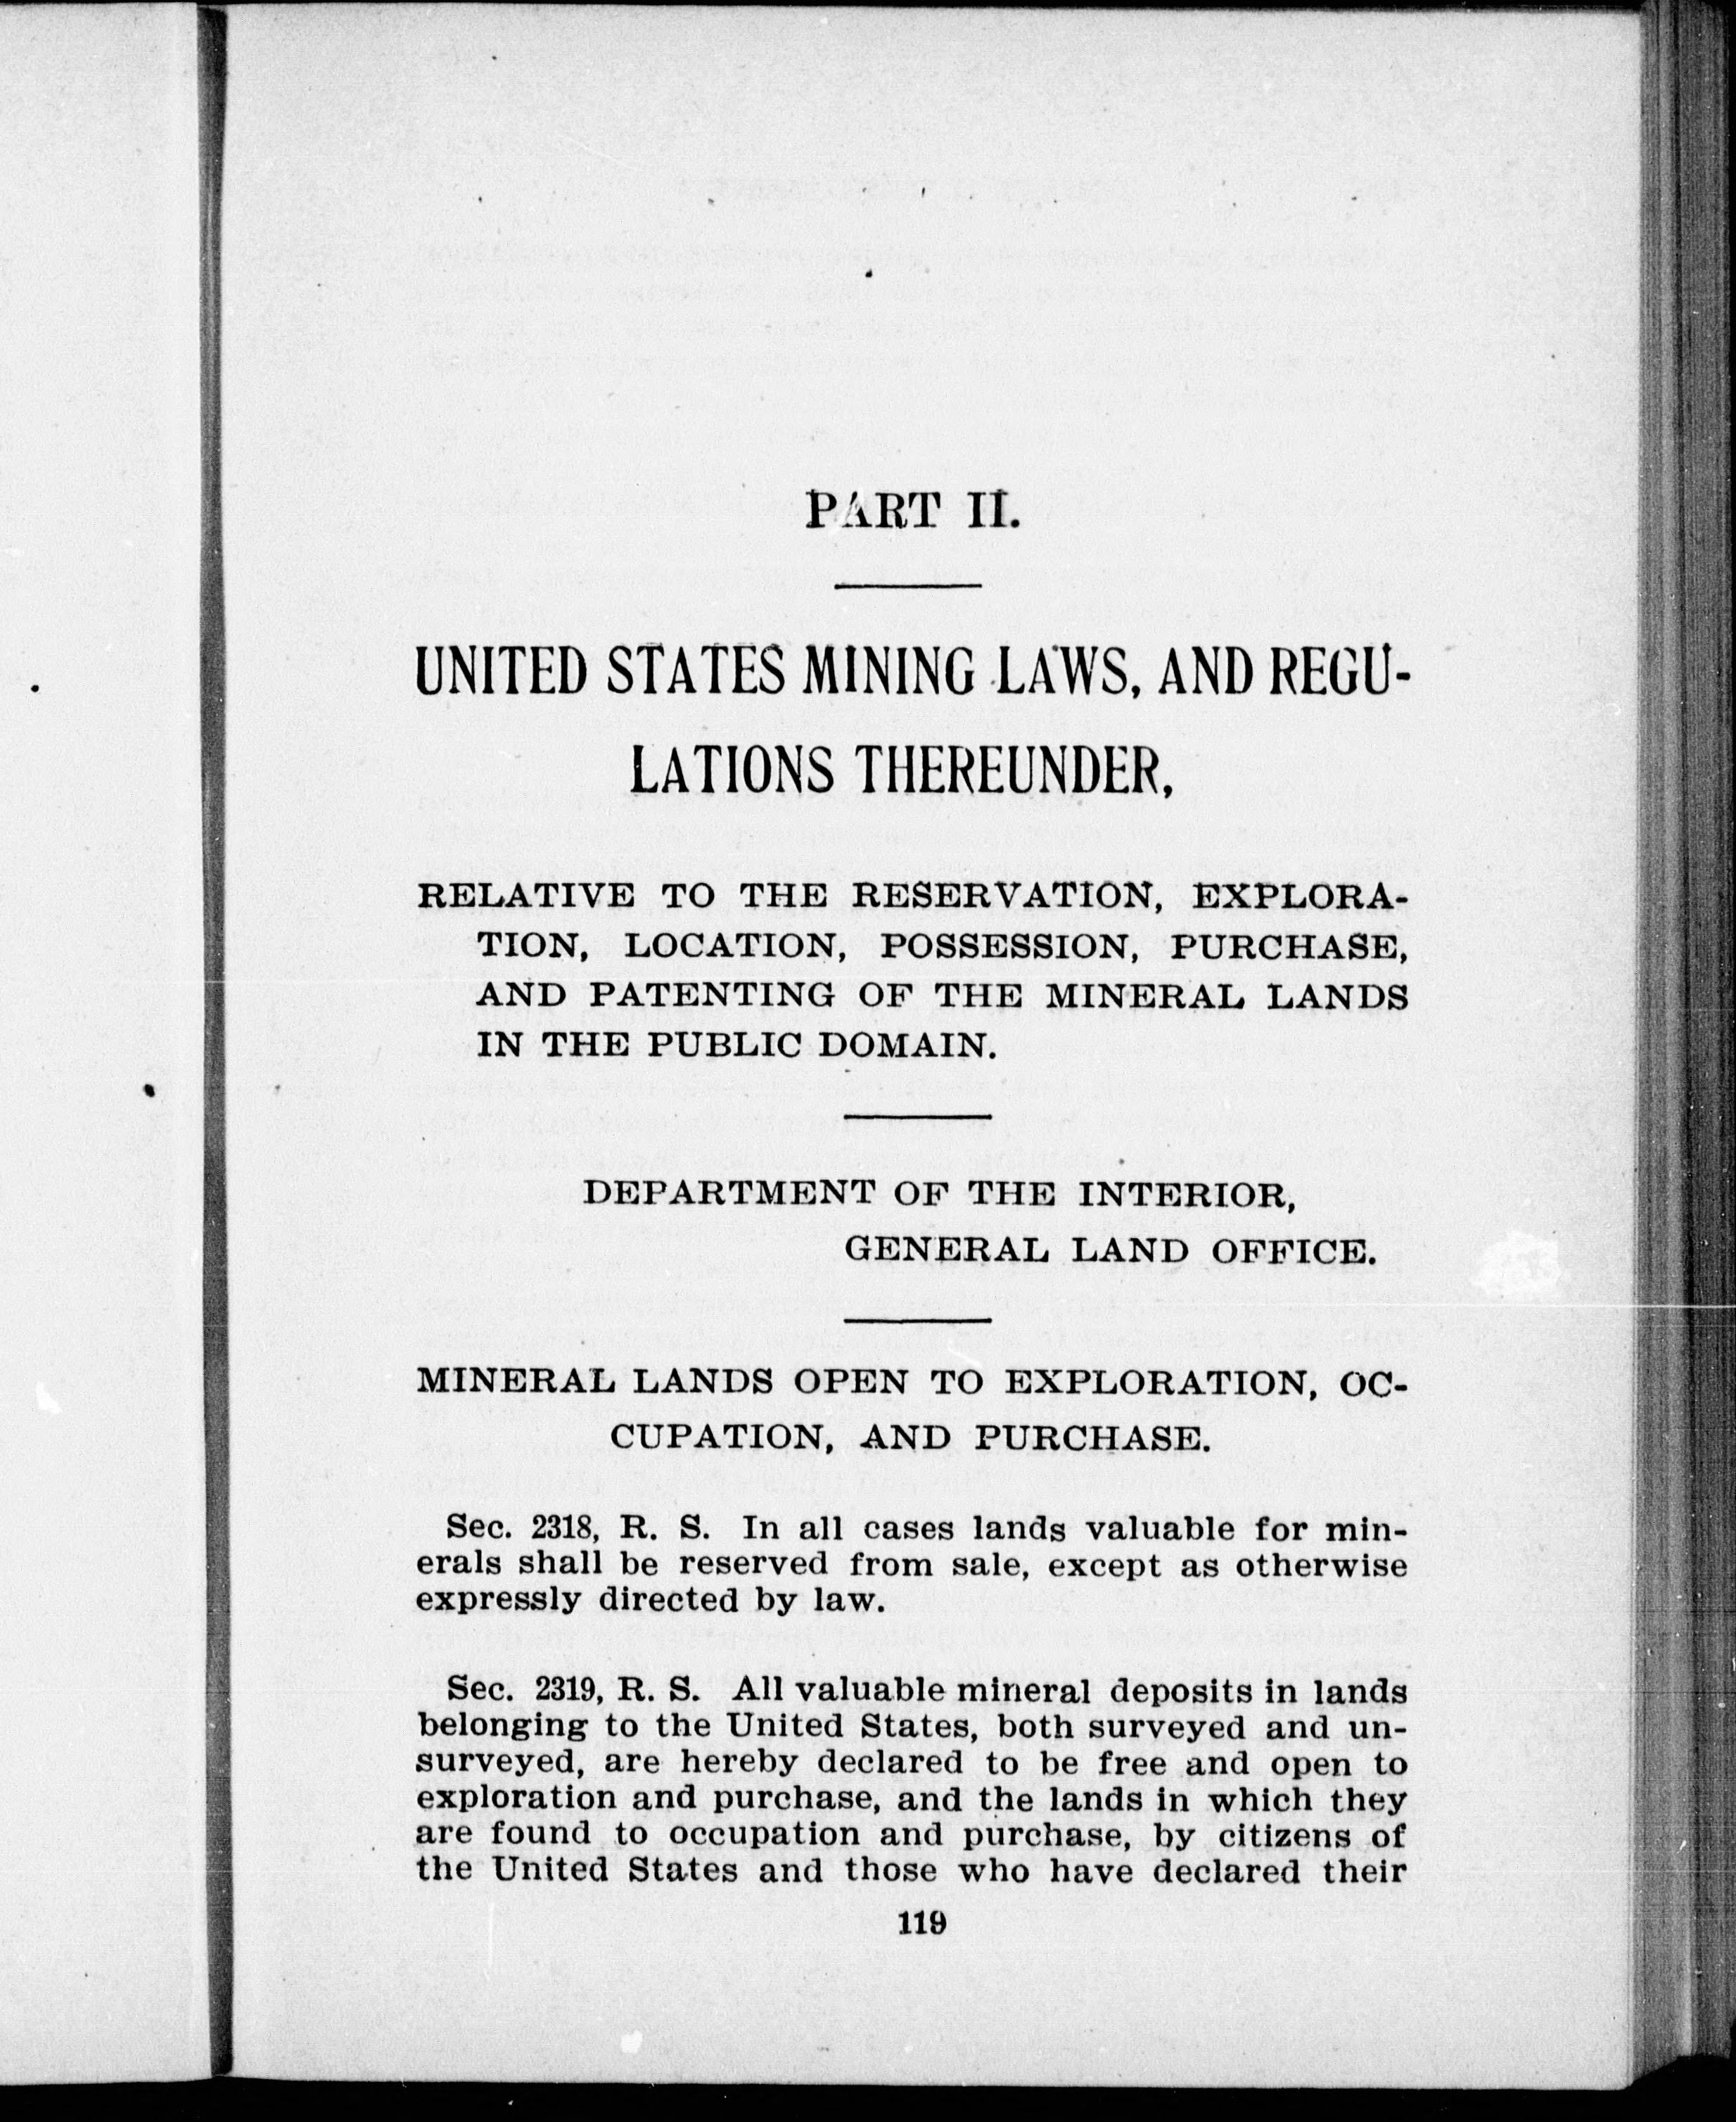 PART II.
UNITED STATES MINING LAWS, AND REGU-
LATIONS THEREUNDER,
RELATIVE TO THE RESERVATION, EXPLORA-
TION, LOCATION, POSSESSION, PURCHASE,
AND PATENTING OF THE MINERAL LANDS
IN THE PUBLIC DOMAIN.
DEPARTMENT OF THE INTERIOR,
GENERAL LAND OFFICE.
MINERAL LANDS OPEN TO EXPLORATION, OC-
CUPATION, AND PURCHASE.
Sec. 2318, R. S. In all cases lands valuable for min-
erals shall be reserved from sale, except as otherwise
expressly directed by law.
Sec. 2319, R. S. All valuable mineral deposits in lands
belonging to the United States, both surveyed and un-
surveyed, are hereby declared to be free and open to
exploration and purchase, and the lands in which they
are found to occupation and purchase, by citizens of
the United States and those who have declared their
119